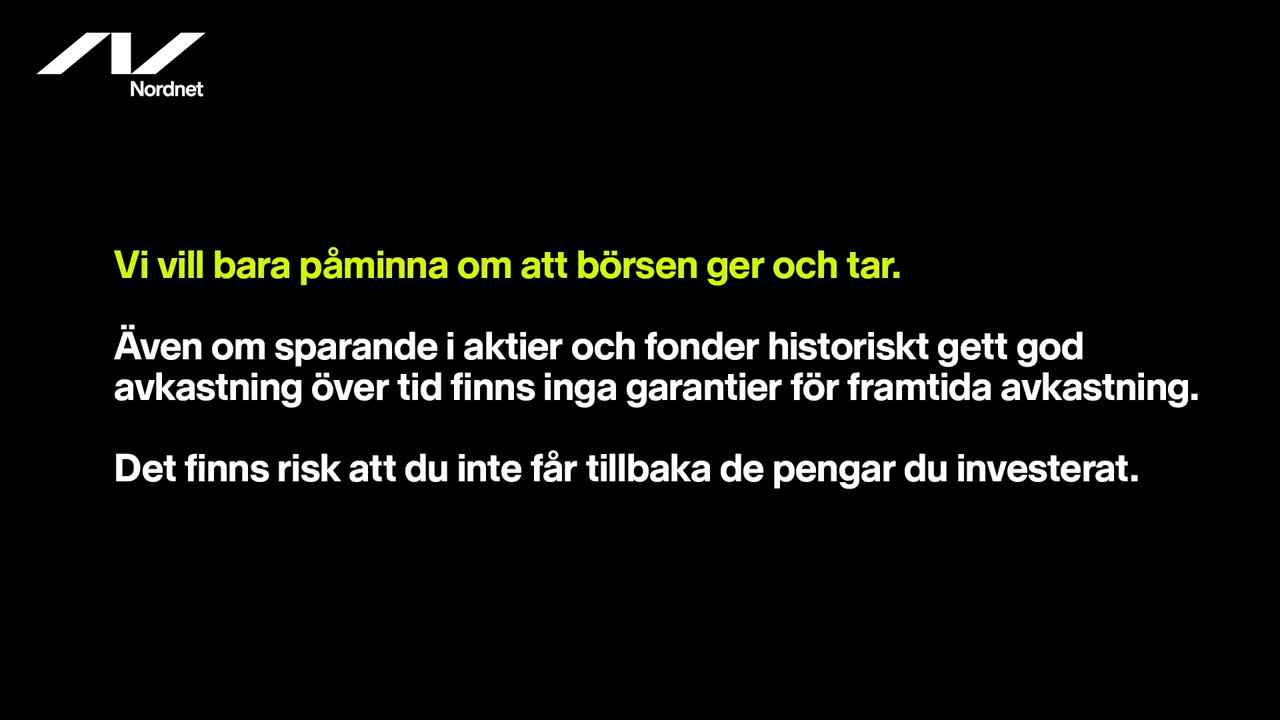 Nordnet
Vi vill bara påminna om att börsen ger och tar.
Även om sparande i aktier och fonder historiskt gett god
avkastning över tid finns inga garantier för framtida avkastning.
Det finns risk att du inte får tillbaka de pengar du investerat.